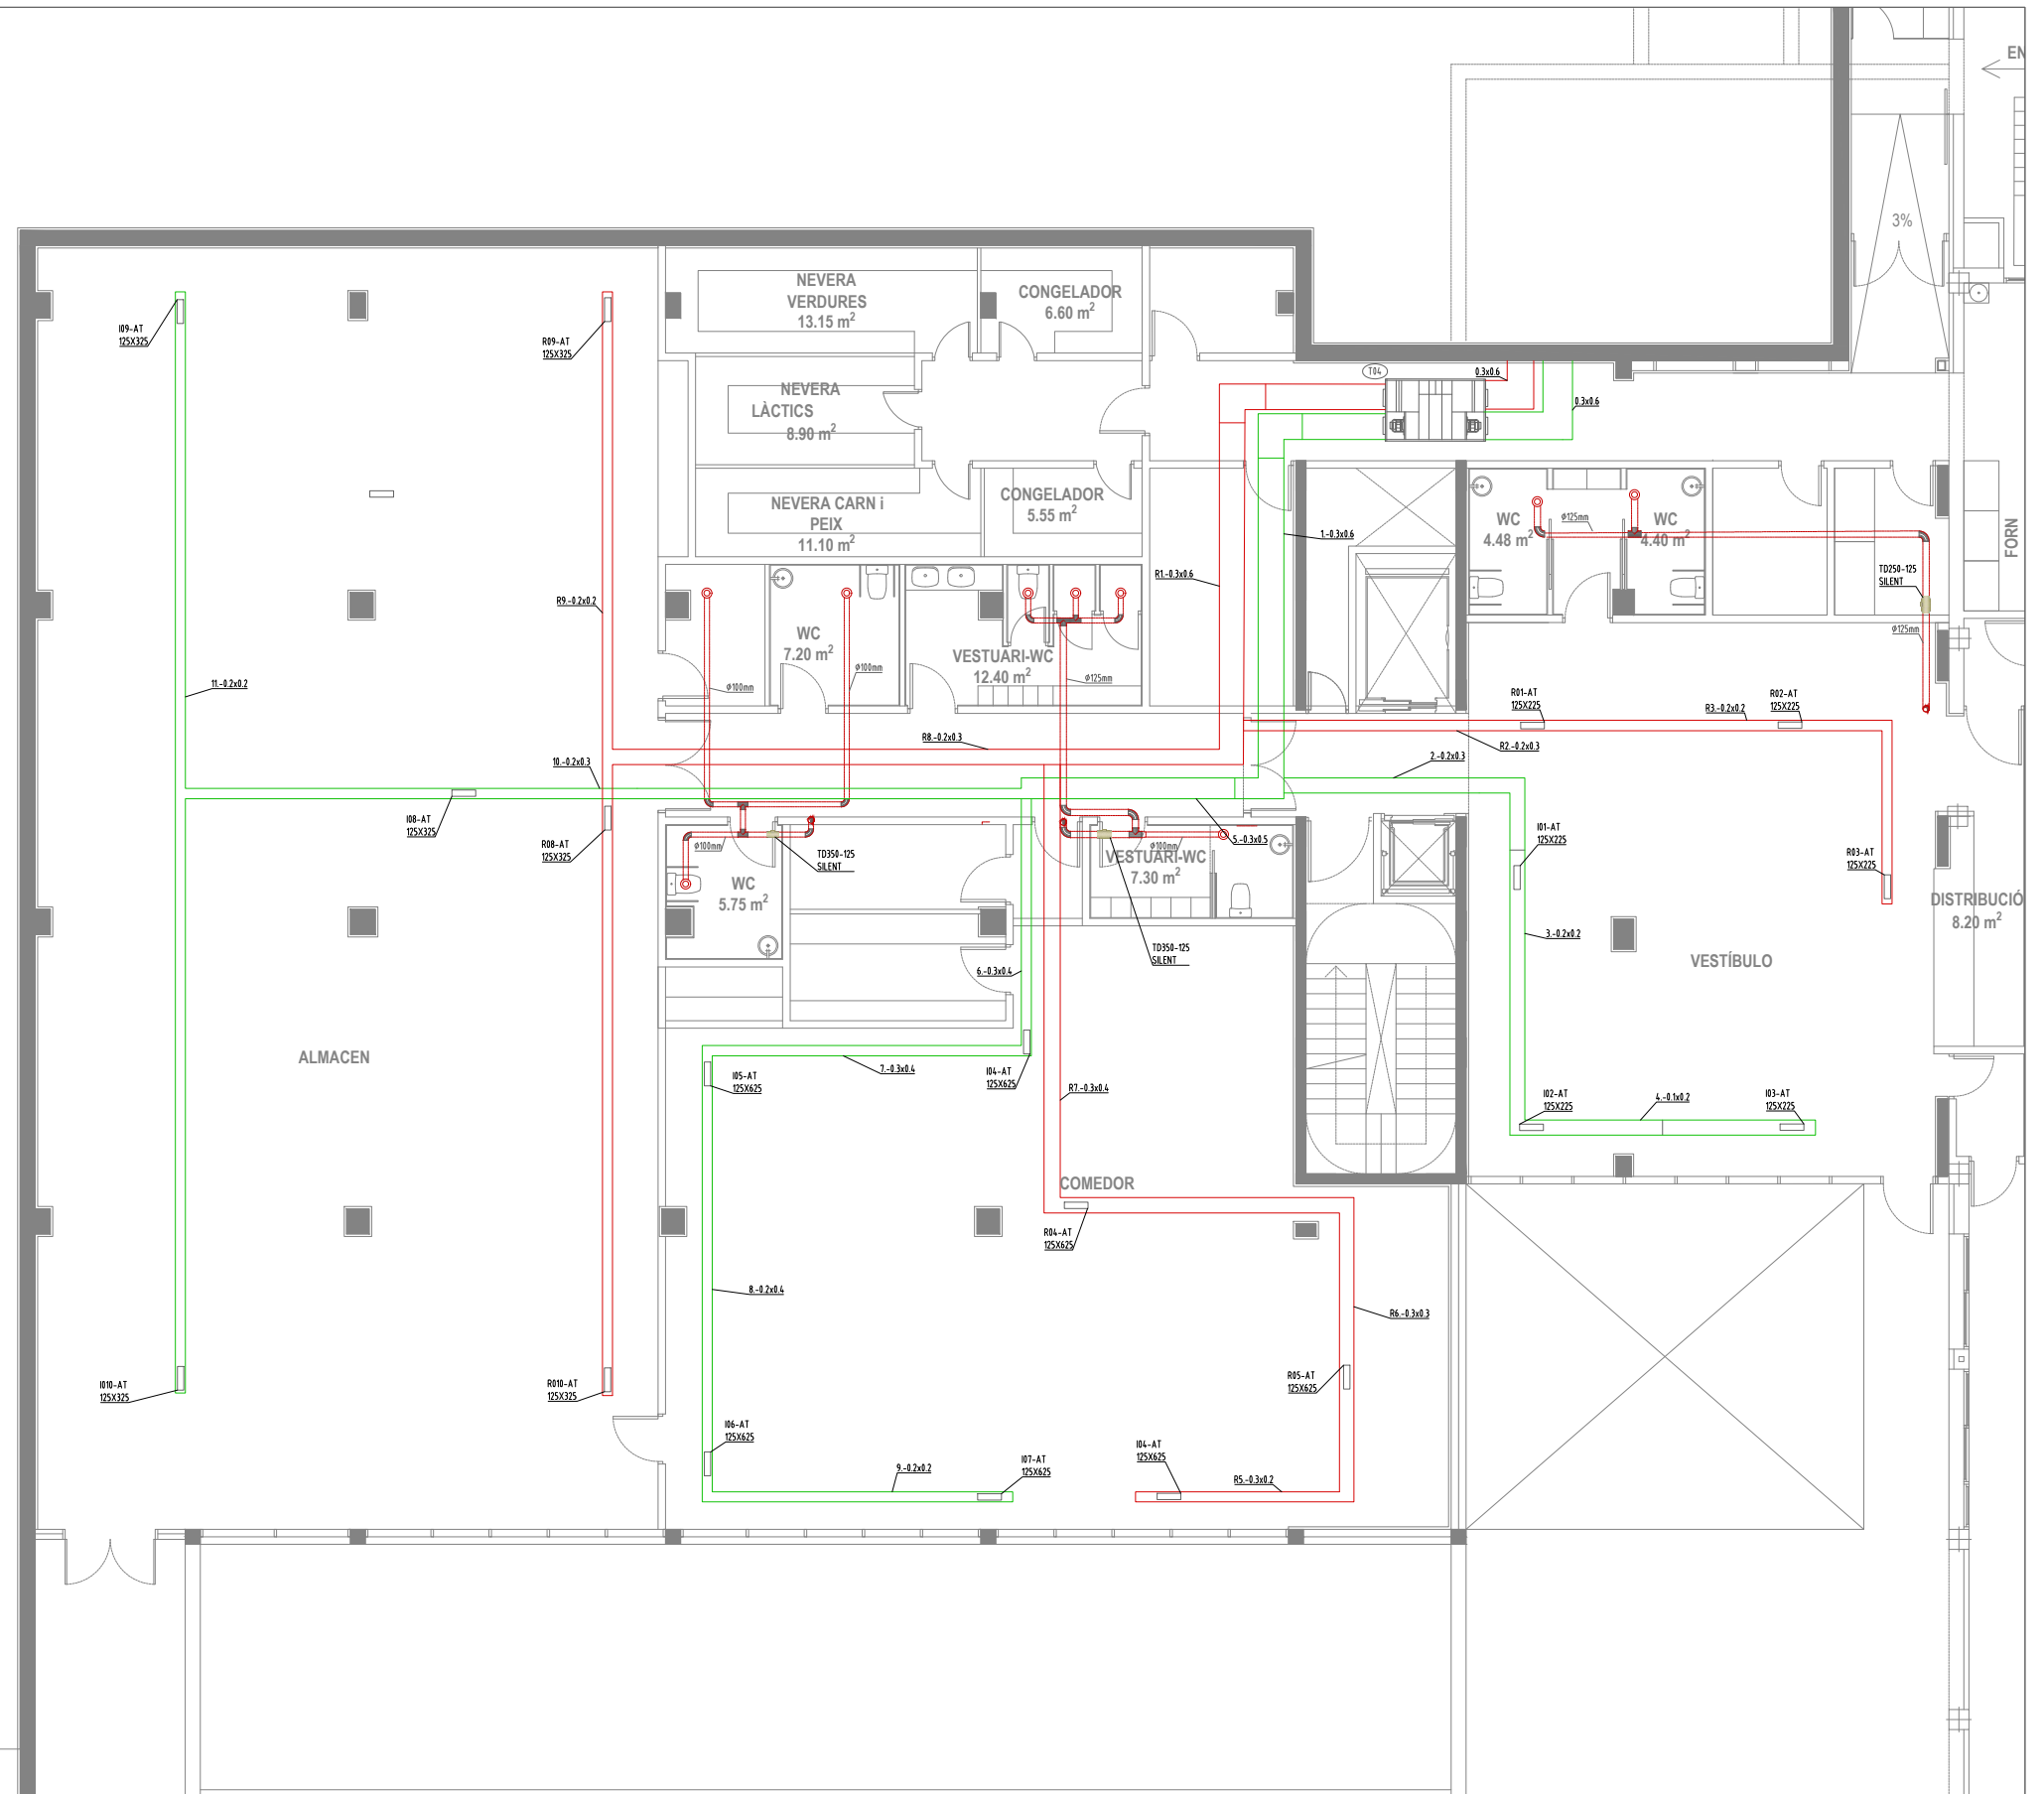 EN
3%
NEVERA
VERDURES
13.15 m²
CONGELADOR
6.60 m²
I09-AT
125X325
R09-AT
125X325
T04
0.3x0.6
0.3x0.6
NEVERA
LÀCTICS
8.90 m²
NEVERA CARN i
PEIX
11.10 m²
CONGELADOR
5.55 m²
1.-0.3x0.6
R1.-0.3x0.6
WC
4.48 m²
Ø125mm
WC
4.40 m²
FORN
TD250-125
SILENT
Ø125mm
R9.-0.2x0.2
WC
7.20 m²
VESTUARI-WC
12.40 m²
Ø100mm
Ø100mm
Ø125mm
11.-0.2x0.2
R01-AT
125X225
R3.-0.2x0.2
R02-AT
125X225
R8.-0.2x0.3
R2.-0.2x0.3
10.-0.2x0.3
2.-0.2x0.3
I08-AT
125X325
R08-AT
125X325
Ø100mm
TD350-125
SILENT
Ø100mm
5.-0.3x0.5
I01-AT
125X225
R03-AT
125X225
WC
5.75 m²
VESTUARI-WC
7.30 m²
DISTRIBUCIÓ
8.20 m²
TD350-125
SILENT
3.-0.2x0.2
VESTÍBULO
6.-0.3x0.4
ALMACEN
7.-0.3x0.4
I05-AT
125X625
I04-AT
125X625
R7.-0.3x0.4
I02-AT
125X225
4.-0.1x0.2
I03-AT
125X225
COMEDOR
R04-AT
125X625
8.-0.2x0.4
R6.-0.3x0.3
I010-AT
125X325
R010-AT
125X325
R05-AT
125X625
I06-AT
125X625
9.-0.2x0.2
I07-AT
125X625
I04-AT
125X625
R5.-0.3x0.2